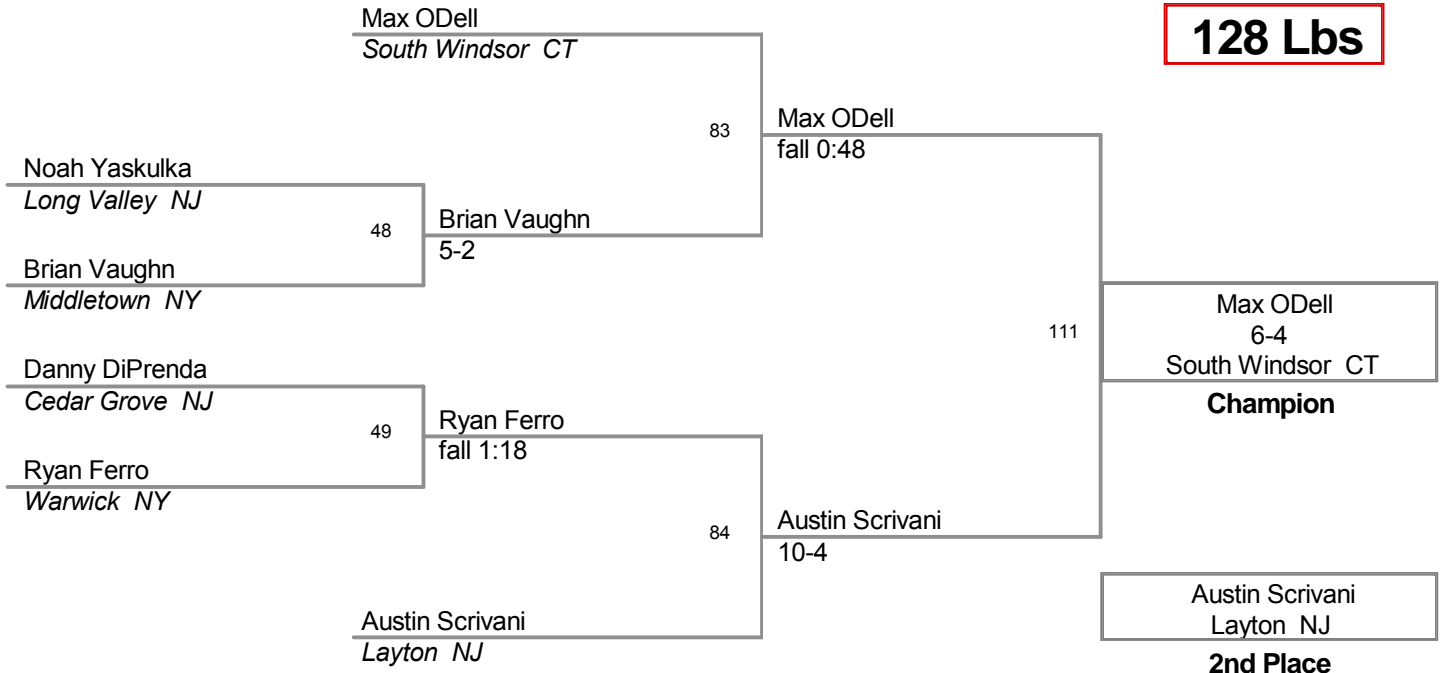 Max ODell
South Windsor CT
128 Lbs
83
Max ODell
fall 0:48
Noah Yaskulka
Long Valley NJ
48
Brian Vaughn
5-2
Brian Vaughn
Middletown NY
111
Max ODell
6-4
South Windsor CT
Champion
Danny DiPrenda
Cedar Grove NJ
49
Ryan Ferro
fall 1:18
Ryan Ferro
Warwick NY
84
Austin Scrivani
10-4
Austin Scrivani
Layton NJ
Austin Scrivani
Layton NJ
2nd Place